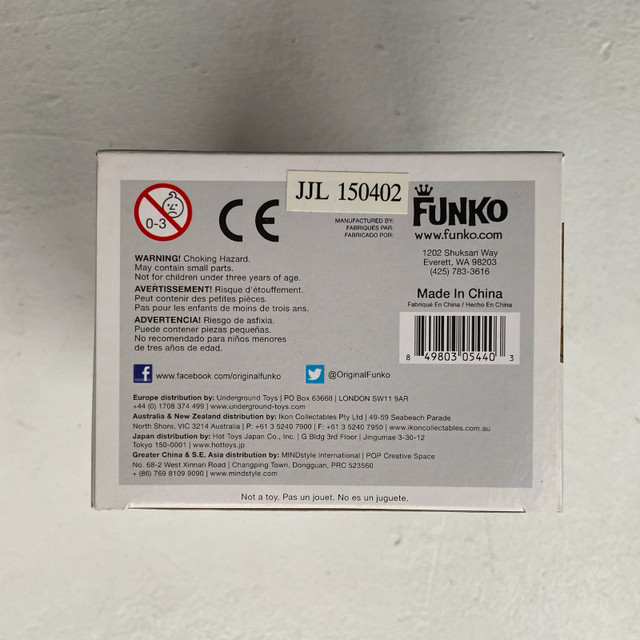 JJL 150402
0-3
CE
MANUFACTURED BY:
FABRIQUÉS PAR:
FABRICADO POR:
FUNKO
www.funko.com
1202 Shuksan Way
Everett, WA 98203
(425) 783-3616
WARNING! Choking Hazard.
May contain small parts.
Not for children under three years of age.
AVERTISSEMENT! Risque d'étouffement.
Peut contenir des petites pièces.
Pas pour les enfants de moins de trois ans.
ADVERTENCIA! Riesgo de asfixia.
Puede contener piezas pequeñas.
No recomendado para niños menores
de tres años de edad.
Made In China
Fabriqué En China / Hecho En China
8 49803 05440 3
f www.facebook.com/originalfunko
@OriginalFunko
Europe distribution by: Underground Toys | PO Box 63668 | LONDON SW11 9AR
+44 (0) 1708 374 499 | www.underground-toys.com
Australia & New Zealand distribution by: Ikon Collectables Pty Ltd | 49-59 Seabeach Parade
North Shore, VIC 3214 Australia | P: +61 3 5240 7900 | F: +61 3 5240 7950 | www.ikoncollectables.com.au
Japan distribution by: Hot Toys Japan Co., Inc. | G Bldg 3rd Floor | Jingumae 3-30-12
Tokyo 150-0001 | www.hottoys.jp
Greater China & S.E. Asia distribution by: MINDstyle International | POP Creative Space
No. 68-2 West Xinnan Road | Changping Town, Dongguan, PRC 523560
+ (86) 769 8109 9090 | www.mindstyle.com
Not a toy. Pas un jouet. No es un juguete.